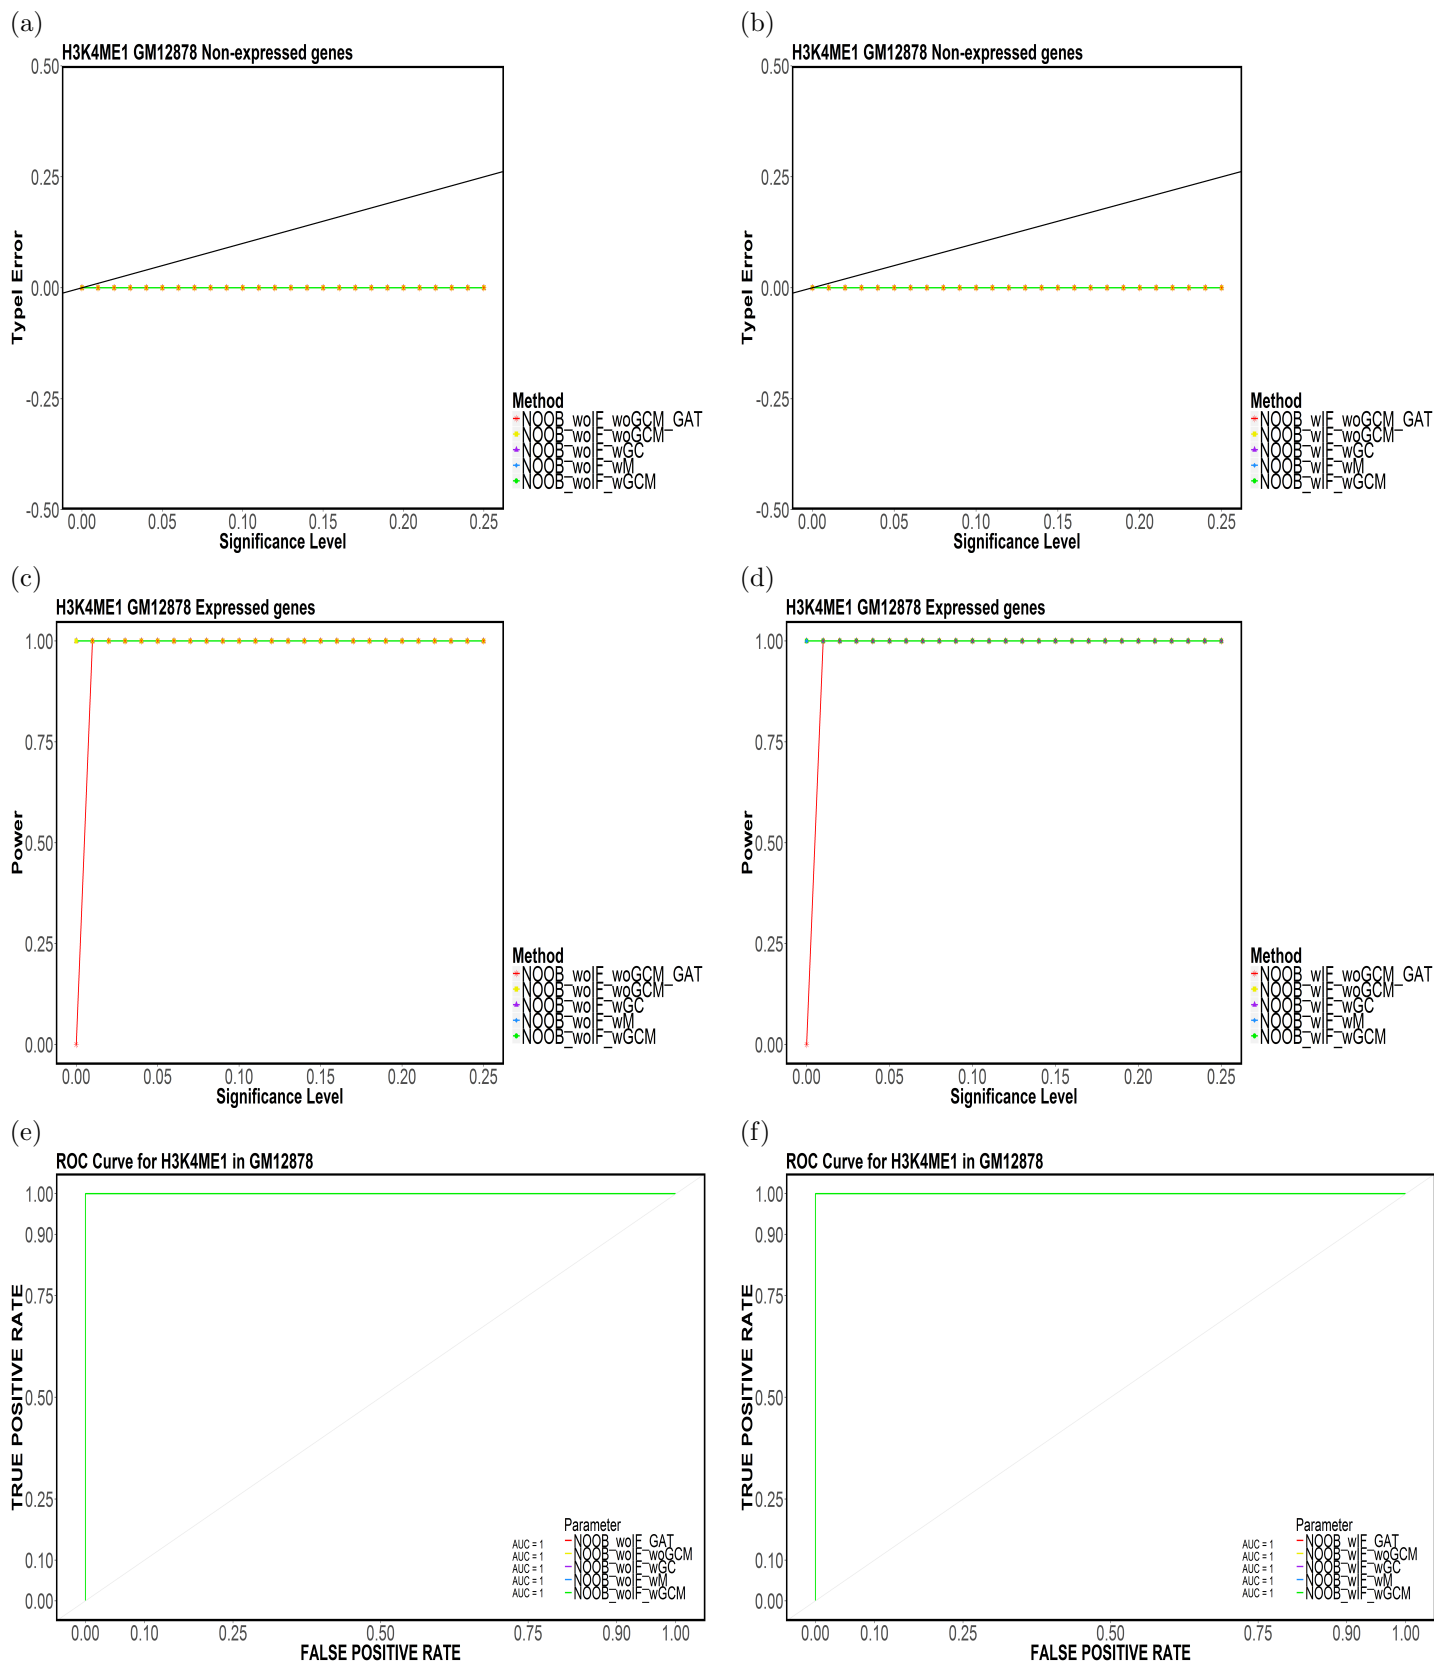 (a)
H3K4ME1 GM12878 Non-expressed genes
0.50
0.25
0.00
-0.25
-0.50
TypeI Error
0.00 0.05 0.10 0.15 0.20 0.25
Significance Level
Method
NOOB_woIF_woGCM_GAT
NOOB_woIF_woGCM
NOOB_woIF_wGC
NOOB_woIF_wM
NOOB_woIF_wGCM
(b)
H3K4ME1 GM12878 Non-expressed genes
0.50
0.25
0.00
-0.25
-0.50
TypeI Error
0.00 0.05 0.10 0.15 0.20 0.25
Significance Level
Method
NOOB_wIF_woGCM_GAT
NOOB_wIF_woGCM
NOOB_wIF_wGC
NOOB_wIF_wM
NOOB_wIF_wGCM
(c)
H3K4ME1 GM12878 Expressed genes
1.00
0.75
0.50
0.25
0.00
Power
0.00 0.05 0.10 0.15 0.20 0.25
Significance Level
Method
NOOB_woIF_woGCM_GAT
NOOB_woIF_woGCM
NOOB_woIF_wGC
NOOB_woIF_wM
NOOB_woIF_wGCM
(d)
H3K4ME1 GM12878 Expressed genes
1.00
0.75
0.50
0.25
0.00
Power
0.00 0.05 0.10 0.15 0.20 0.25
Significance Level
Method
NOOB_wIF_woGCM_GAT
NOOB_wIF_woGCM
NOOB_wIF_wGC
NOOB_wIF_wM
NOOB_wIF_wGCM
(e)
ROC Curve for H3K4ME1 in GM12878
1.00
0.90
0.75
0.50
0.25
0.10
0.00
TRUE POSITIVE RATE
0.00 0.10 0.25 0.50 0.75 0.90 1.00
FALSE POSITIVE RATE
Parameter
AUC = 1 NOOB_woIF_GAT
AUC = 1 NOOB_woIF_woGCM
AUC = 1 NOOB_woIF_wGC
AUC = 1 NOOB_woIF_wM
AUC = 1 NOOB_woIF_wGCM
(f)
ROC Curve for H3K4ME1 in GM12878
1.00
0.90
0.75
0.50
0.25
0.10
0.00
TRUE POSITIVE RATE
0.00 0.10 0.25 0.50 0.75 0.90 1.00
FALSE POSITIVE RATE
Parameter
AUC = 1 NOOB_wIF_GAT
AUC = 1 NOOB_wIF_woGCM
AUC = 1 NOOB_wIF_wGC
AUC = 1 NOOB_wIF_wM
AUC = 1 NOOB_wIF_wGCM